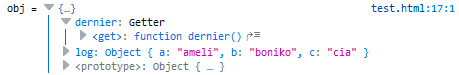 obj = ▼ {…} test.html:17:1
▼ dernier: Getter
▶ <get>: function dernier()
▶ log: Object { a: "ameli", b: "boniko", c: "cia" }
▶ <prototype>: Object { … }